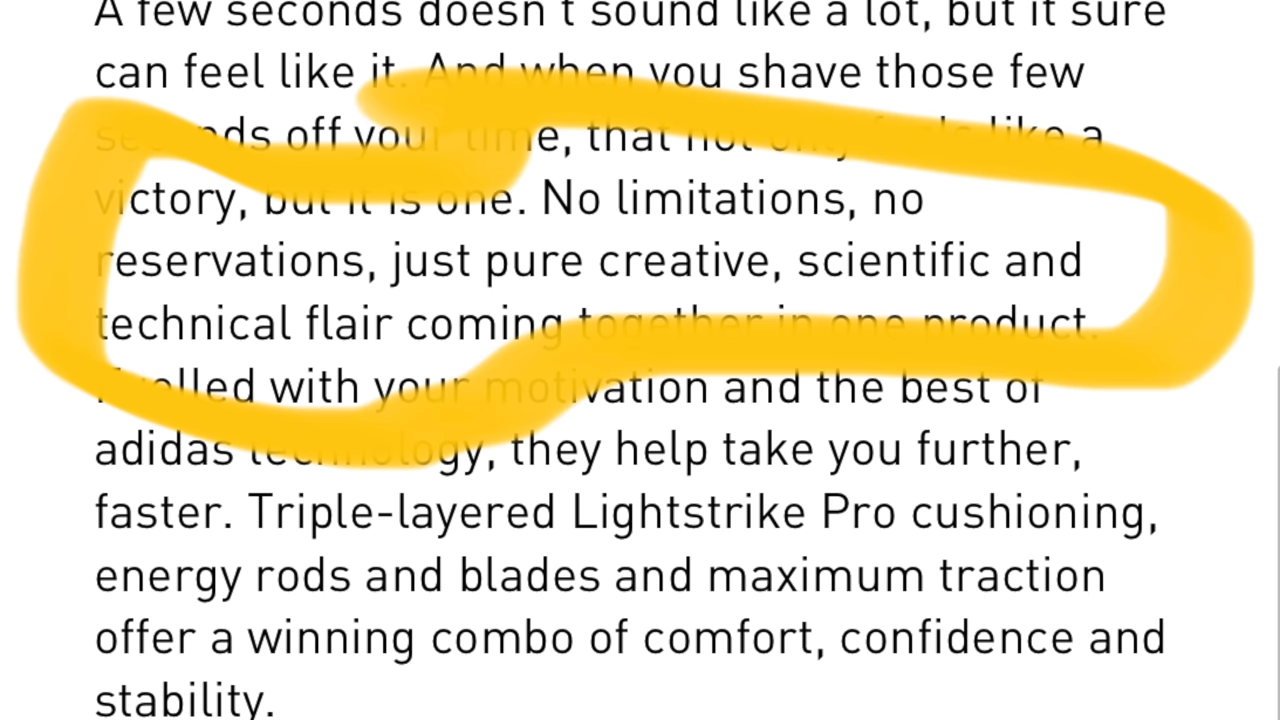 A few seconds doesn't sound like a lot, but it sure
can feel like it. And when you shave those few
seconds off your time, that not only feels like a
victory, but it is one. No limitations, no
reservations, just pure creative, scientific and
technical flair coming together in one product.
with your motivation and the best of
adidas technology, they help take you further,
faster. Triple-layered Lightstrike Pro cushioning,
energy rods and blades and maximum traction
offer a winning combo of comfort, confidence and
stability.